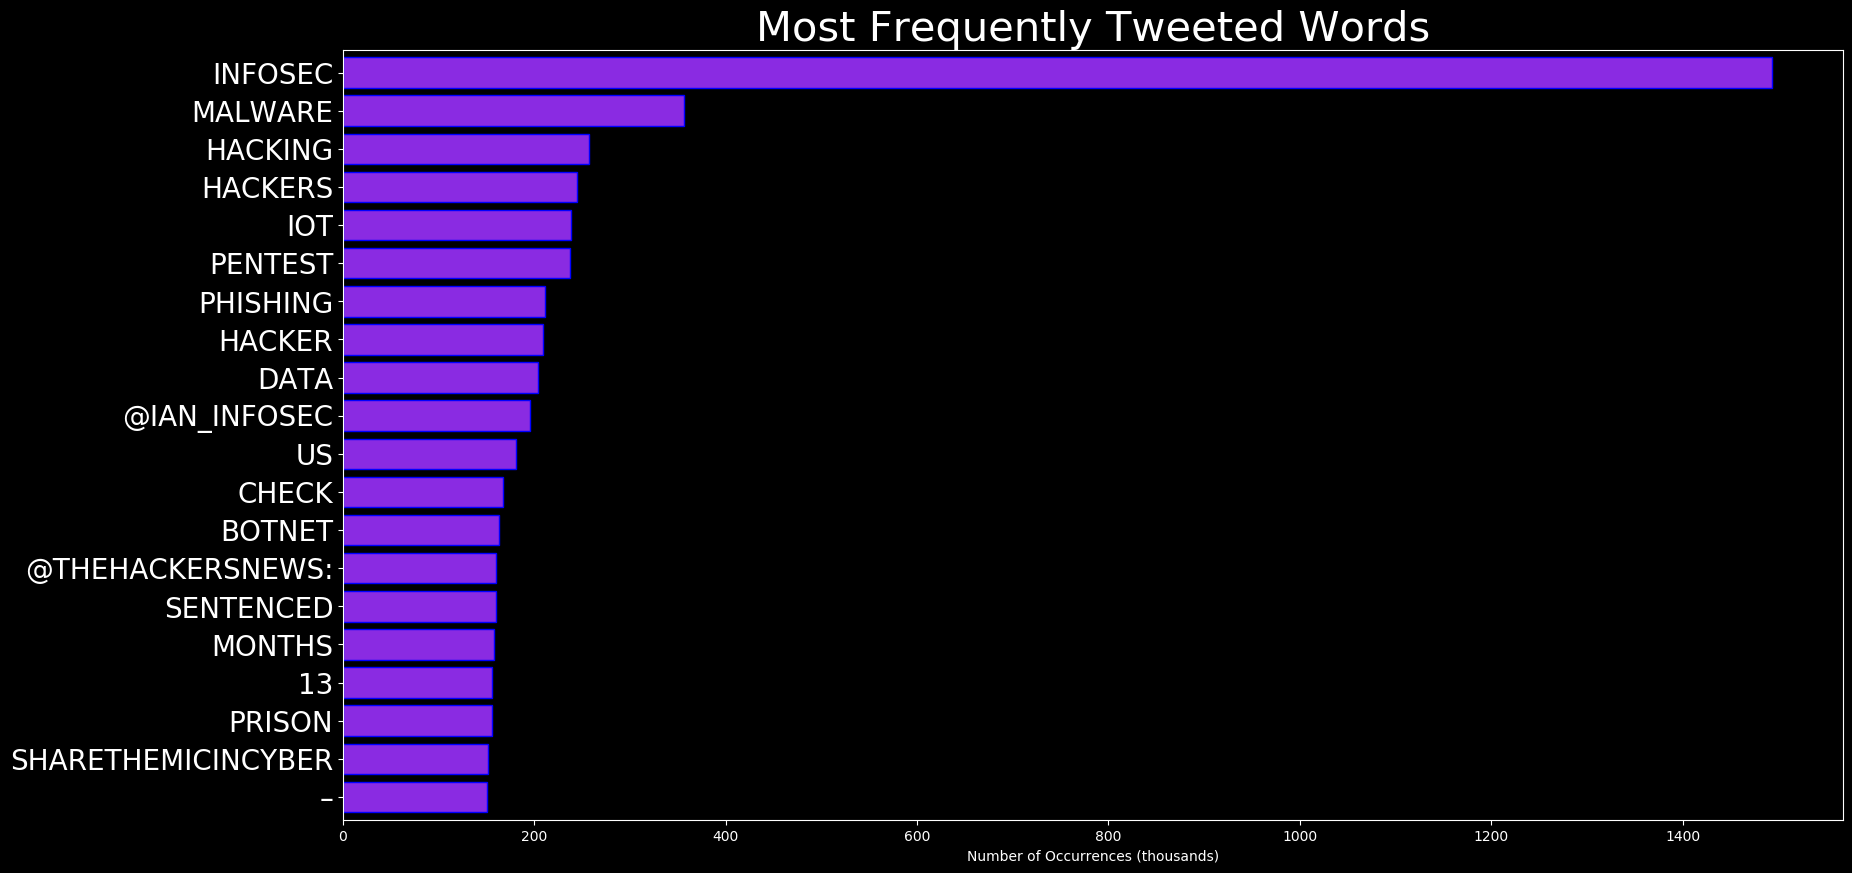 Most Frequently Tweeted Words
INFOSEC
MALWARE
HACKING
HACKERS
IOT
PENTEST
PHISHING
HACKER
DATA
@IAN_INFOSEC
US
CHECK
BOTNET
@THEHACKERSNEWS:
SENTENCED
MONTHS
13
PRISON
SHARETHEMICINCYBER
–
0 200 400 600 800 1000 1200 1400
Number of Occurrences (thousands)